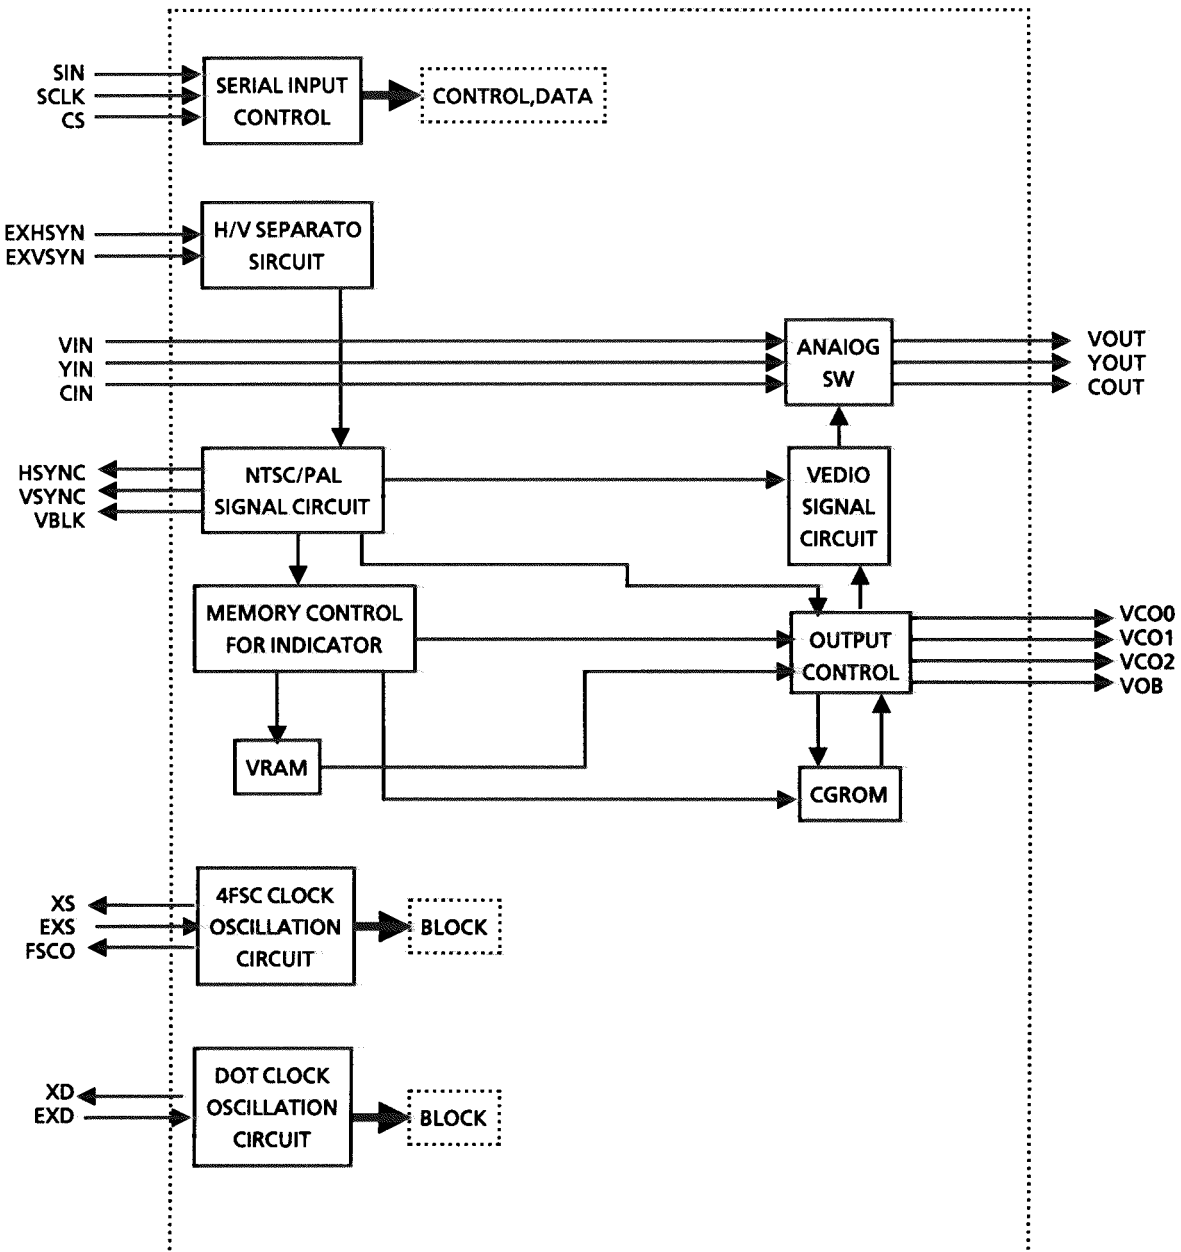 SIN
SCLK
CS
SERIAL INPUT
CONTROL
CONTROL,DATA
EXHSYN
EXVSYN
H/V SEPARATO
SIRCUIT
VIN
YIN
CIN
ANAIOG
SW
VOUT
YOUT
COUT
HSYNC
VSYNC
VBLK
NTSC/PAL
SIGNAL CIRCUIT
VEDIO
SIGNAL
CIRCUIT
MEMORY CONTROL
FOR INDICATOR
OUTPUT
CONTROL
VCO0
VCO1
VCO2
VOB
VRAM
CGROM
XS
EXS
FSCO
4FSC CLOCK
OSCILLATION
CIRCUIT
BLOCK
XD
EXD
DOT CLOCK
OSCILLATION
CIRCUIT
BLOCK